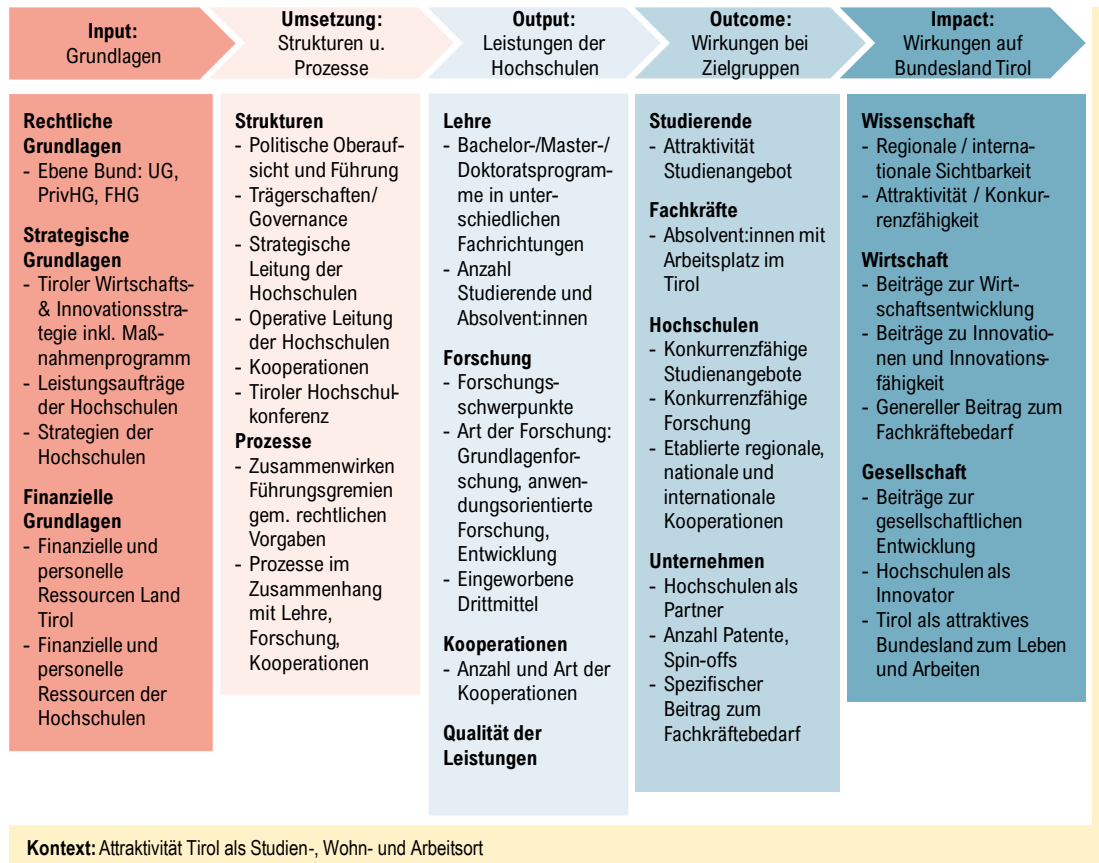 Input:
Grundlagen
Umsetzung:
Strukturen u.
Prozesse
Output:
Leistungen der
Hochschulen
Outcome:
Wirkungen bei
Zielgruppen
Impact:
Wirkungen auf
Bundesland Tirol
Rechtliche
Grundlagen
- Ebene Bund: UG,
PrivHG, FHG
Strategische
Grundlagen
- Tiroler Wirtschafts-
& Innovationsstra-
tegie inkl. Maß-
nahmenprogramm
- Leistungsaufträge
der Hochschulen
- Strategien der
Hochschulen
Finanzielle
Grundlagen
- Finanzielle und
personelle
Ressourcen Land
Tirol
- Finanzielle und
personelle
Ressourcen der
Hochschulen
Strukturen
- Politische Oberauf-
sicht und Führung
- Trägerschaften/
Governance
- Strategische
Leitung der
Hochschulen
- Operative Leitung
der Hochschulen
- Kooperationen
- Tiroler Hochschul-
konferenz
Prozesse
- Zusammenwirken
Führungsgremien
gem. rechtlichen
Vorgaben
- Prozesse im
Zusammenhang
mit Lehre,
Forschung,
Kooperationen
Lehre
- Bachelor-/Master-/
Doktoratsprogram-
me in unter-
schiedlichen
Fachrichtungen
- Anzahl
Studierende und
Absolvent:innen
Forschung
- Forschungs-
schwerpunkte
- Art der Forschung:
Grundlagenfor-
schung, anwen-
dungsorientierte
Forschung,
Entwicklung
- Eingeworbene
Drittmittel
Kooperationen
- Anzahl und Art der
Kooperationen
Qualität der
Leistungen
Studierende
- Attraktivität
Studienangebot
Fachkräfte
- Absolvent:innen mit
Arbeitsplatz im
Tirol
Hochschulen
- Konkurrenzfähige
Studienangebote
- Konkurrenzfähige
Forschung
- Etablierte regionale,
nationale und
internationale
Kooperationen
Unternehmen
- Hochschulen als
Partner
- Anzahl Patente,
Spin-offs
- Spezifischer
Beitrag zum
Fachkräftebedarf
Wissenschaft
- Regionale / interna-
tionale Sichtbarkeit
- Attraktivität / Konkur-
renzfähigkeit
Wirtschaft
- Beiträge zur Wirt-
schaftsentwicklung
- Beiträge zu Innovatio-
nen und Innovations-
fähigkeit
- Genereller Beitrag zum
Fachkräftebedarf
Gesellschaft
- Beiträge zur
gesellschaftlichen
Entwicklung
- Hochschulen als
Innovator
- Tirol als attraktives
Bundesland zum Leben
und Arbeiten
Kontext: Attraktivität Tirol als Studien-, Wohn- und Arbeitsort